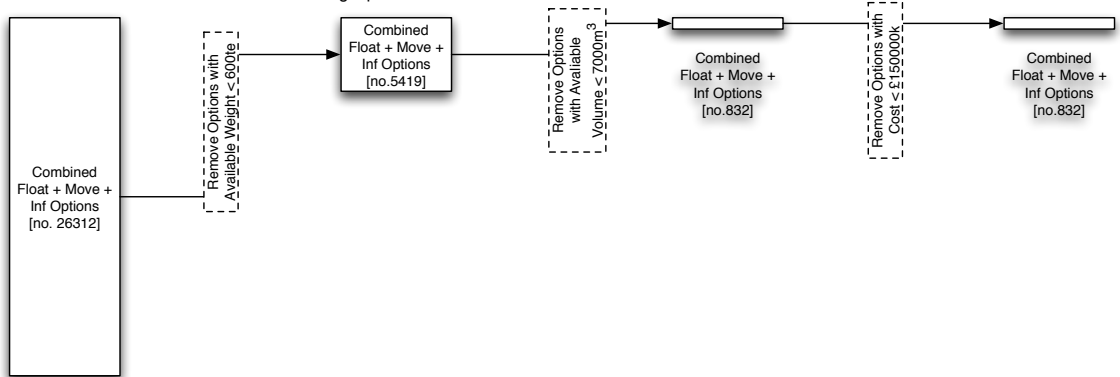 Combined
Float + Move +
Inf Options
[no. 26312]
Remove Options with
Available Weight < 600te
Combined
Float + Move +
Inf Options
[no.5419]
Remove Options
with Avaliable
Volume < 7000m3
Combined
Float + Move +
Inf Options
[no.832]
Remove Options with
Cost < £150000k
Combined
Float + Move +
Inf Options
[no.832]